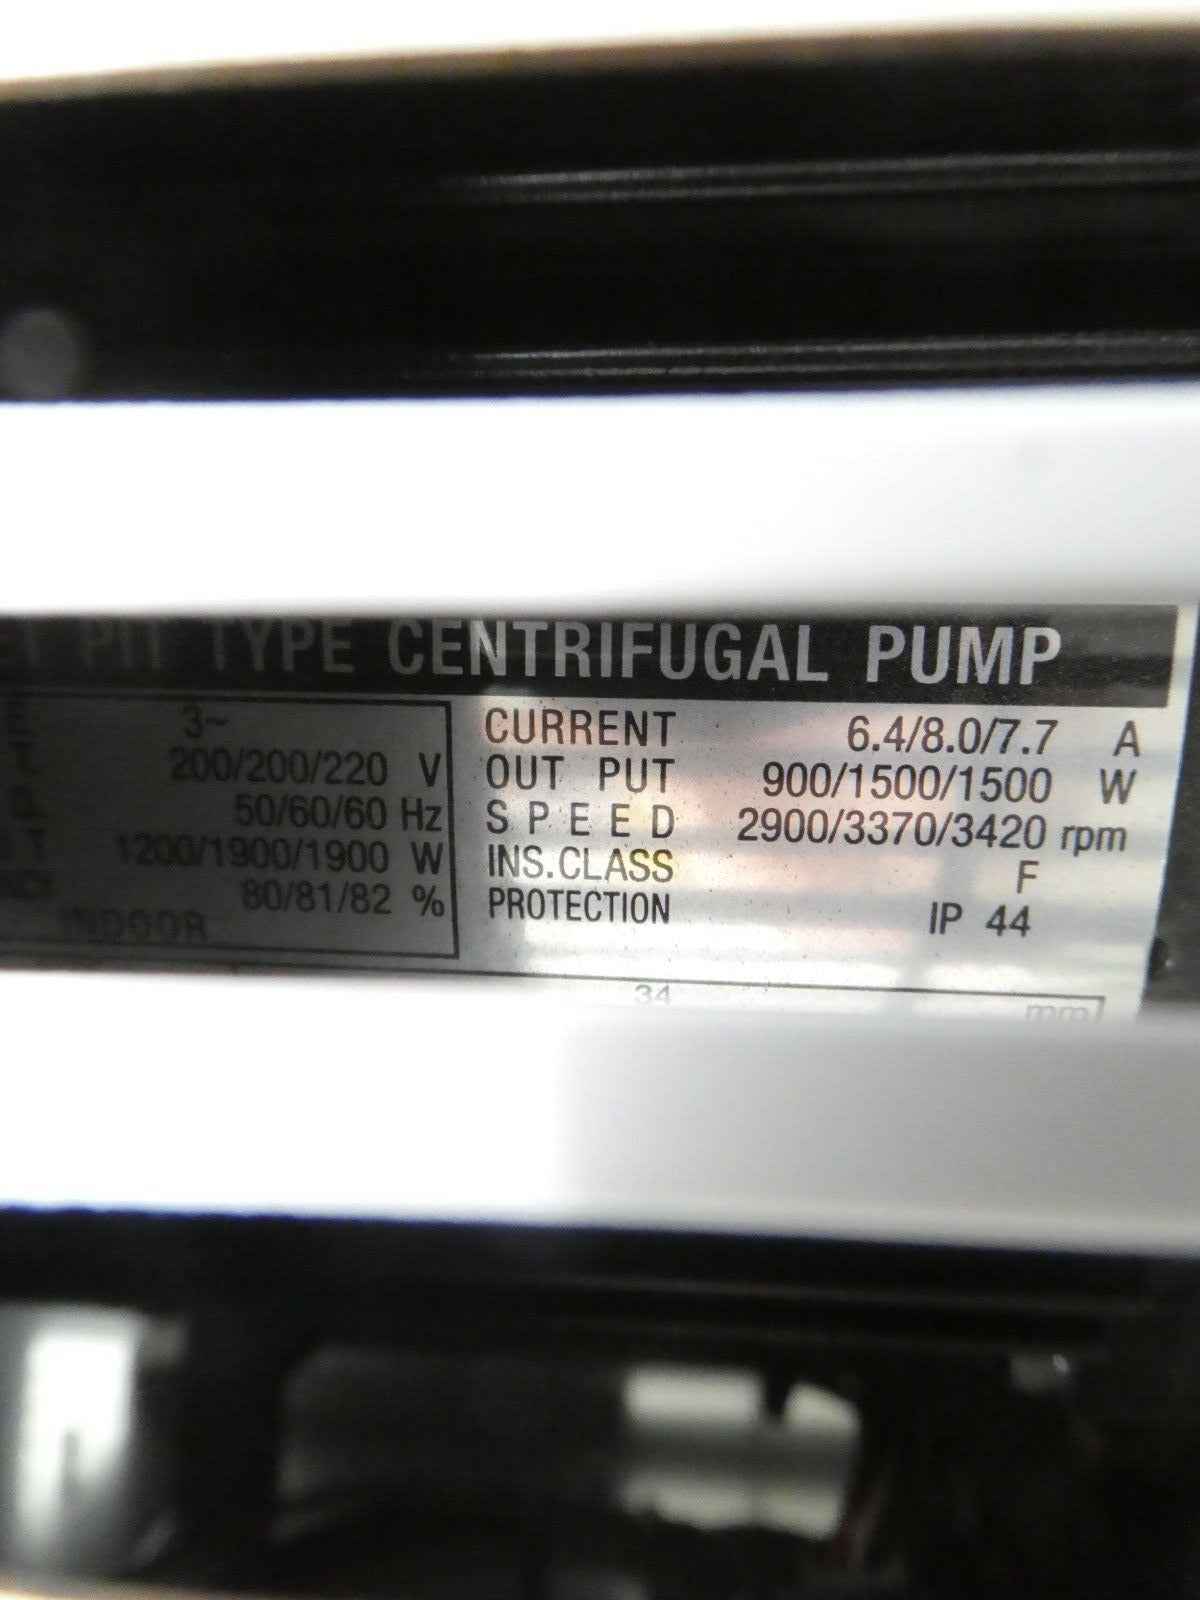 PIT TYPE CENTRIFUGAL PUMP
3~
200/200/220 V
50/60/60 Hz
1200/1900/1900 W
80/81/82 %
INDOOR
CURRENT 6.4/8.0/7.7 A
OUT PUT 900/1500/1500 W
SPEED 2900/3370/3420 rpm
INS.CLASS F
PROTECTION IP 44
34 mm